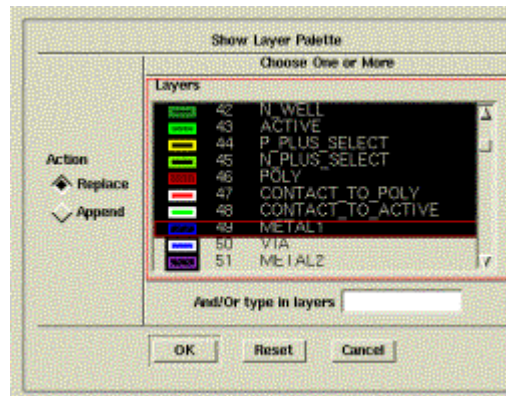 Show Layer Palette
Choose One or More
Layers
42 N_WELL
43 ACTIVE
44 P_PLUS_SELECT
45 N_PLUS_SELECT
46 POLY
47 CONTACT_TO_POLY
48 CONTACT_TO_ACTIVE
49 METAL1
50 VIA
51 METAL2
Action
Replace
Append
And/Or type in layers
OK Reset Cancel